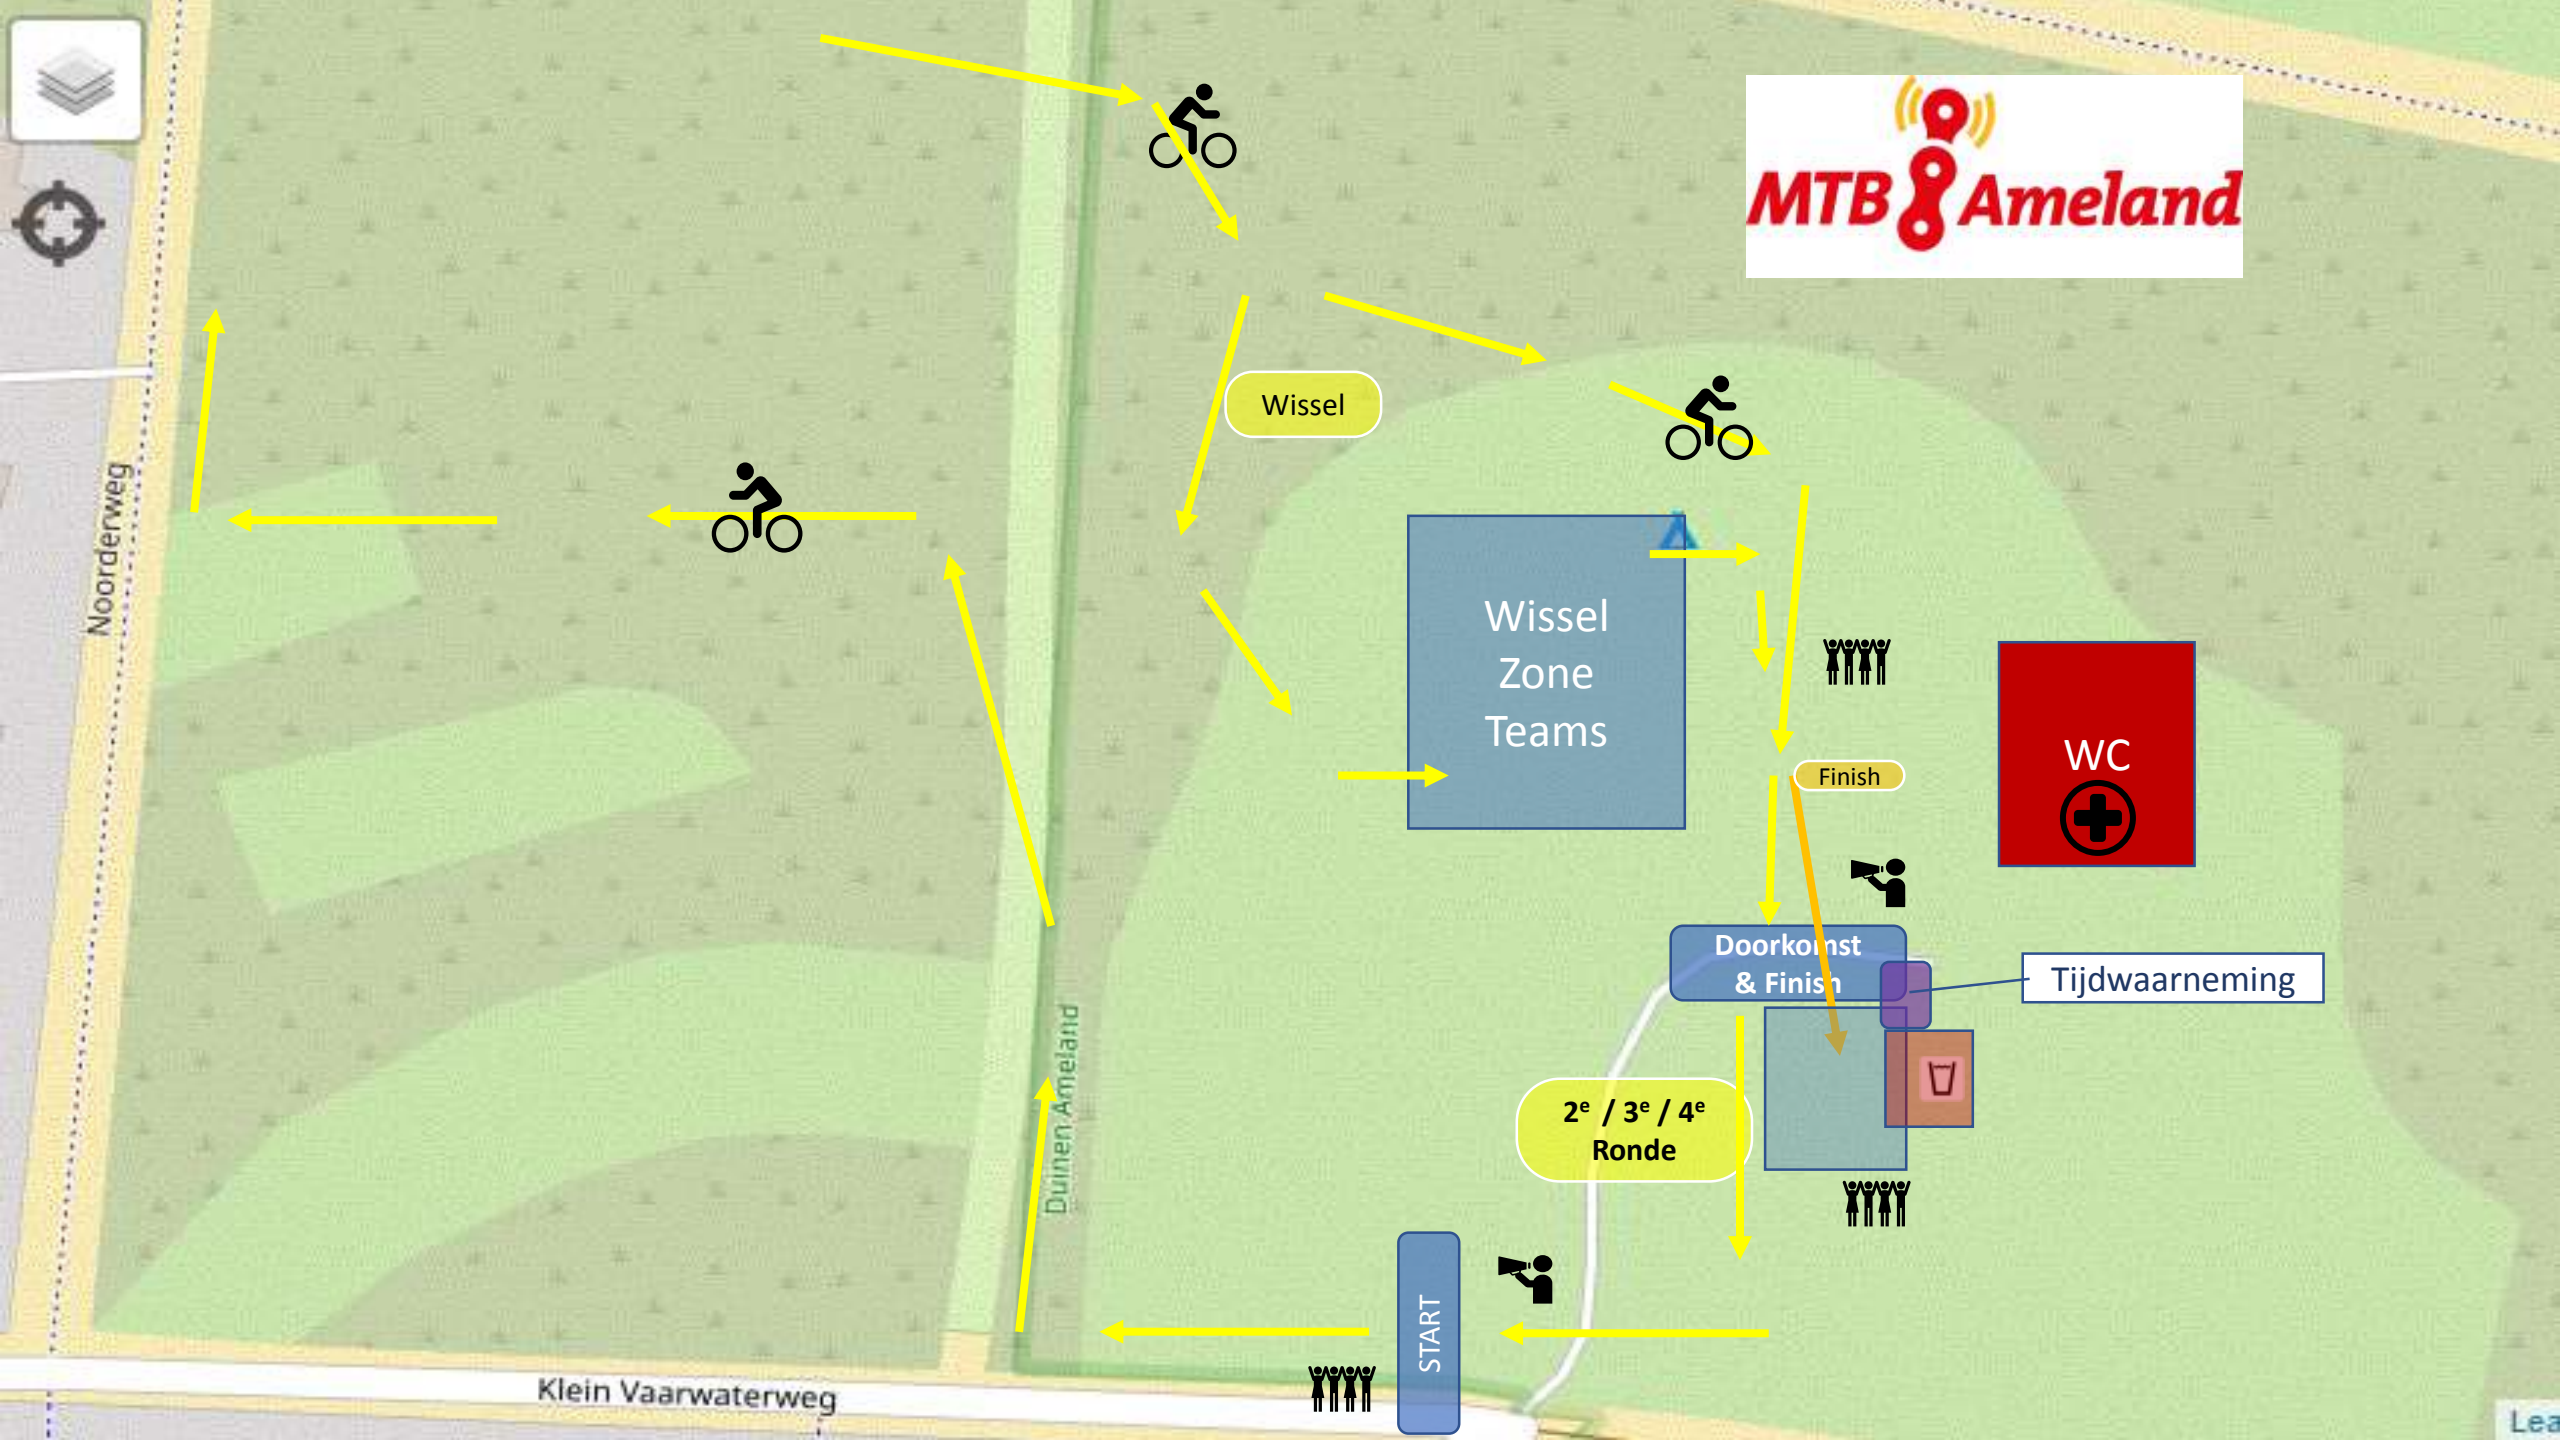 MTB Ameland
Wissel
Noorderweg
Wissel
Zone
Teams
WC
Finish
Doorkomst
& Finish
Tijdwaarneming
Duinen Ameland
2e / 3e / 4e
Ronde
START
Klein Vaarwaterweg
Lea